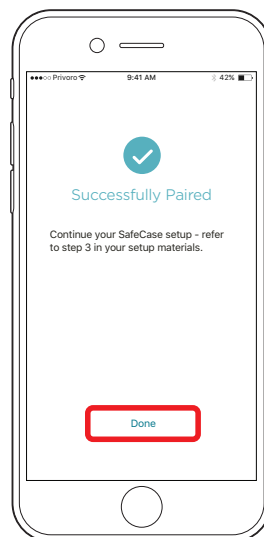 Privoro 9:41 AM 42%
Successfully Paired
Continue your SafeCase setup - refer
to step 3 in your setup materials.
Done